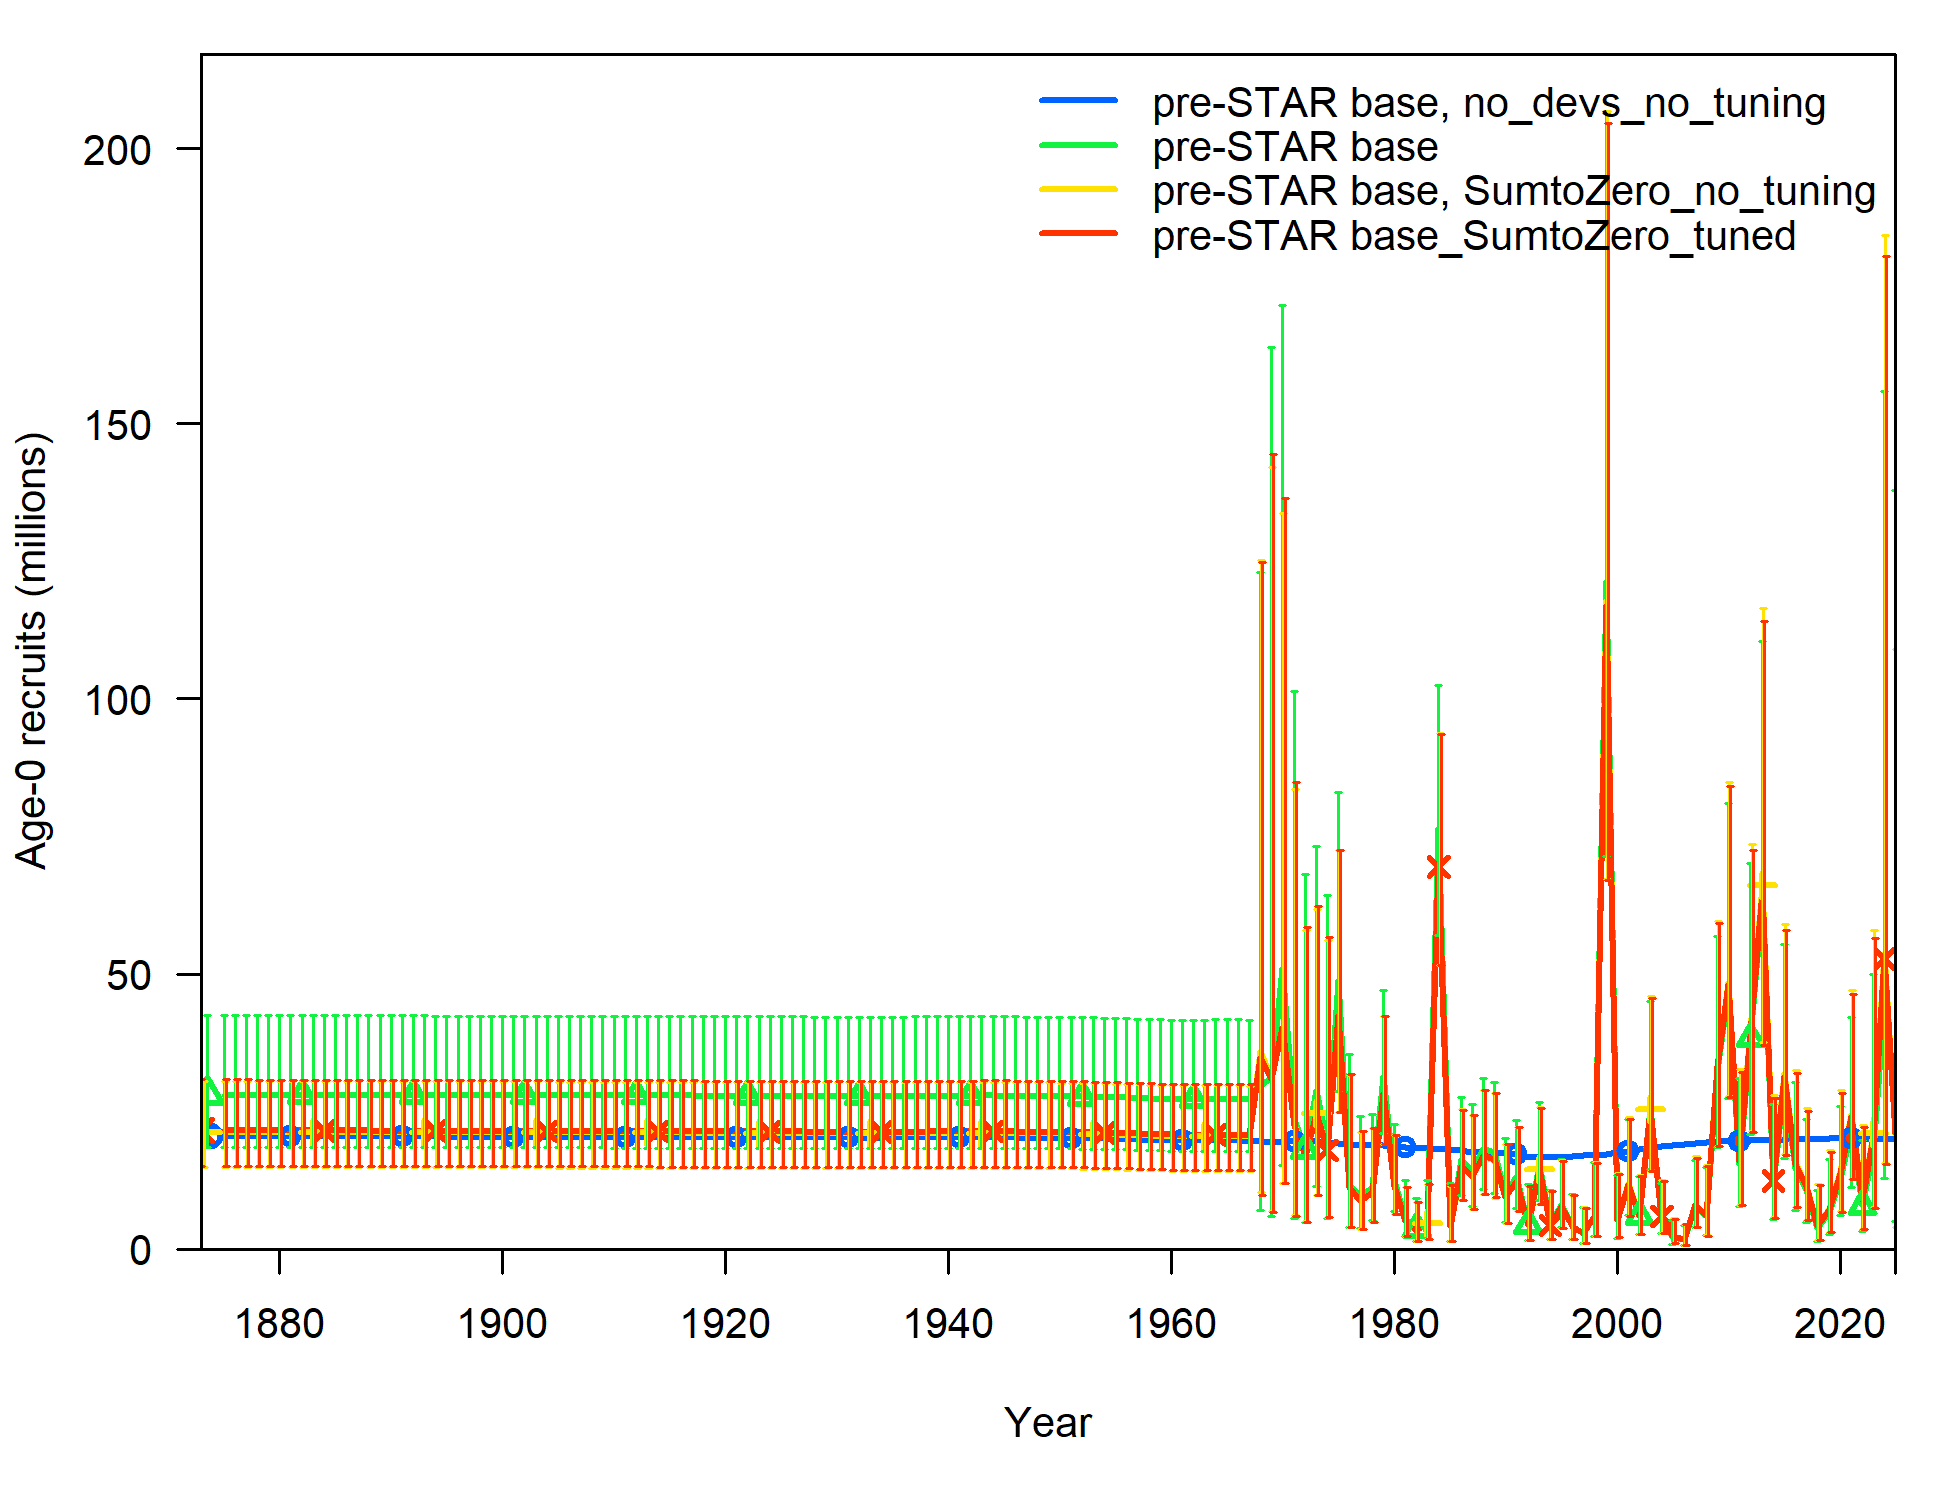 pre-STAR base, no_devs_no_tuning
pre-STAR base
pre-STAR base, SumtoZero_no_tuning
pre-STAR base_SumtoZero_tuned
200
150
100
50
0
Age-0 recruits (millions)
1880 1900 1920 1940 1960 1980 2000 2020
Year